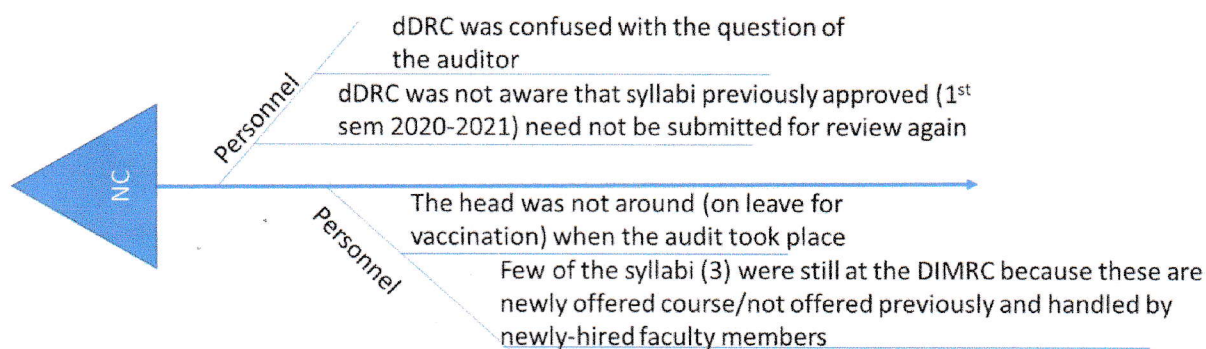 dDRC was confused with the question of
the auditor
Personnel
dDRC was not aware that syllabi previously approved (1st
sem 2020-2021) need not be submitted for review again
NC
The head was not around (on leave for
vaccination) when the audit took place
Personnel
Few of the syllabi (3) were still at the DIMRC because these are
newly offered course/not offered previously and handled by
newly-hired faculty members